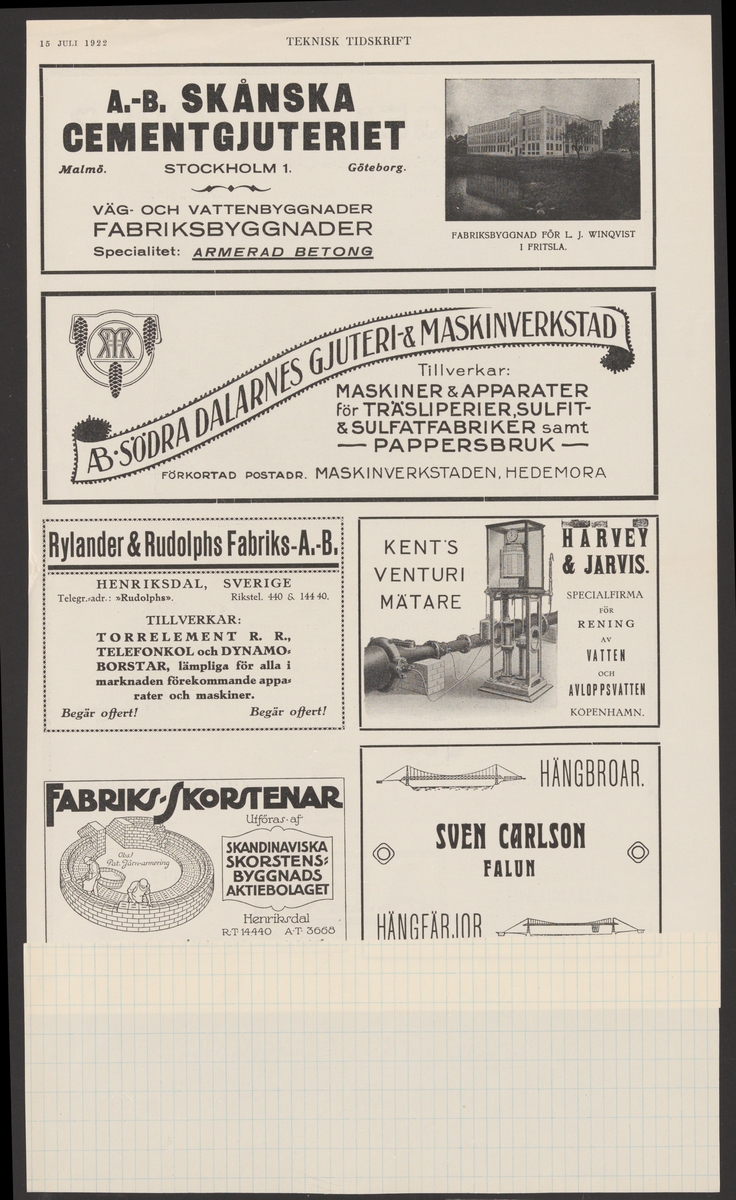 15 JULI 1922
TEKNISK TIDSKRIFT
A.-B. SKÅNSKA
CEMENTGJUTERIET
Malmö. STOCKHOLM 1. Göteborg.
VÄG- OCH VATTENBYGGNADER
FABRIKSBYGGNADER
Specialitet: ARMERAD BETONG
FABRIKSBYGGNAD FÖR L. J. WINQVIST
I FRITSLA.
AB·SÖDRA DALARNES GJUTERI-& MASKINVERKSTAD
Tillverkar:
MASKINER & APPARATER
för TRÄSLIPERIER, SULFIT-
& SULFATFABRIKER samt
— PAPPERSBRUK —
FÖRKORTAD POSTADR. MASKINVERKSTADEN, HEDEMORA
Rylander & Rudolphs Fabriks-A.-B.
HENRIKSDAL, SVERIGE
Telegr.-adr.: »Rudolphs». Rikstel. 440 & 144 40.
TILLVERKAR:
TORRELEMENT R. R.,
TELEFONKOL och DYNAMO-
BORSTAR, lämpliga för alla i
marknaden förekommande appa-
rater och maskiner.
Begär offert! Begär offert!
KENT'S
VENTURI
MÄTARE
HARVEY
& JARVIS.
SPECIALFIRMA
FÖR
RENING
AV
VATTEN
OCH
AVLOPPSVATTEN
KÖPENHAMN.
FABRIKS-SKORSTENAR
Utföras af
Obs!
Pat. Järn-armering
SKANDINAVISKA
SKORSTENS-
BYGGNADS
AKTIEBOLAGET
Henriksdal
R.T 14440 A.T. 3668
HÄNGBROAR.
SVEN CARLSON
FALUN
HÄNGFÄRJOR